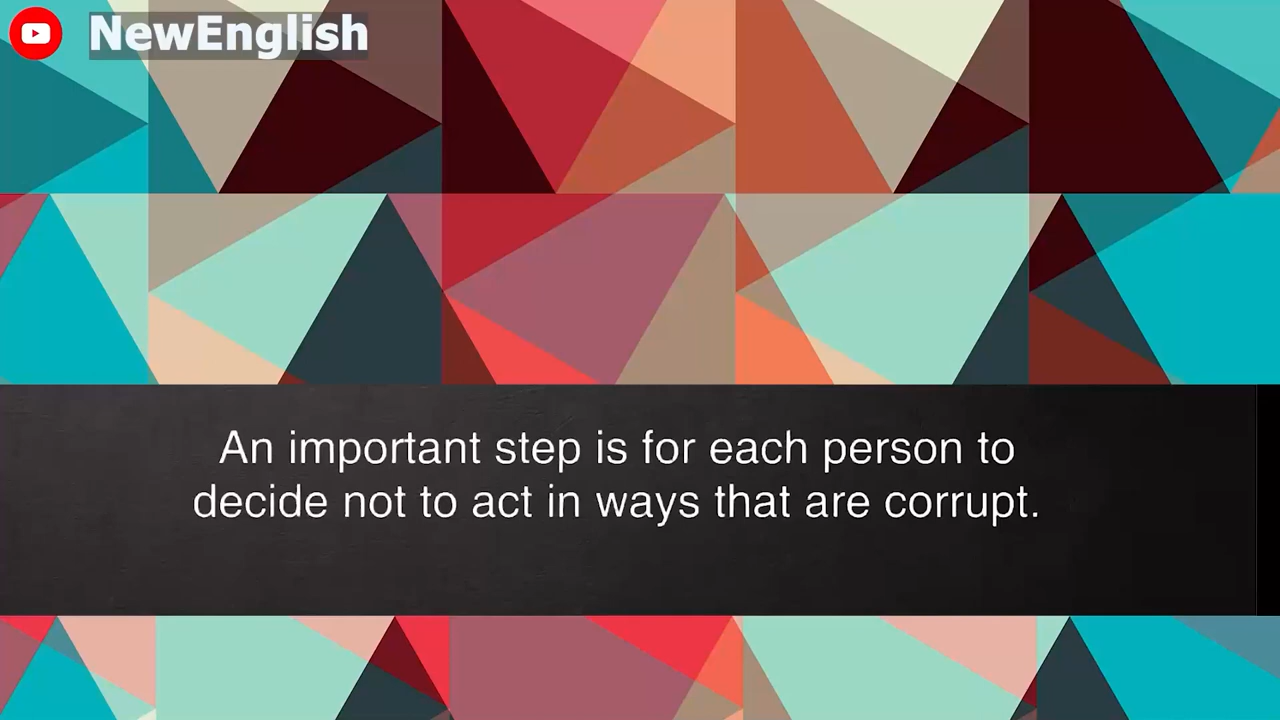 NewEnglish
An important step is for each person to
decide not to act in ways that are corrupt.